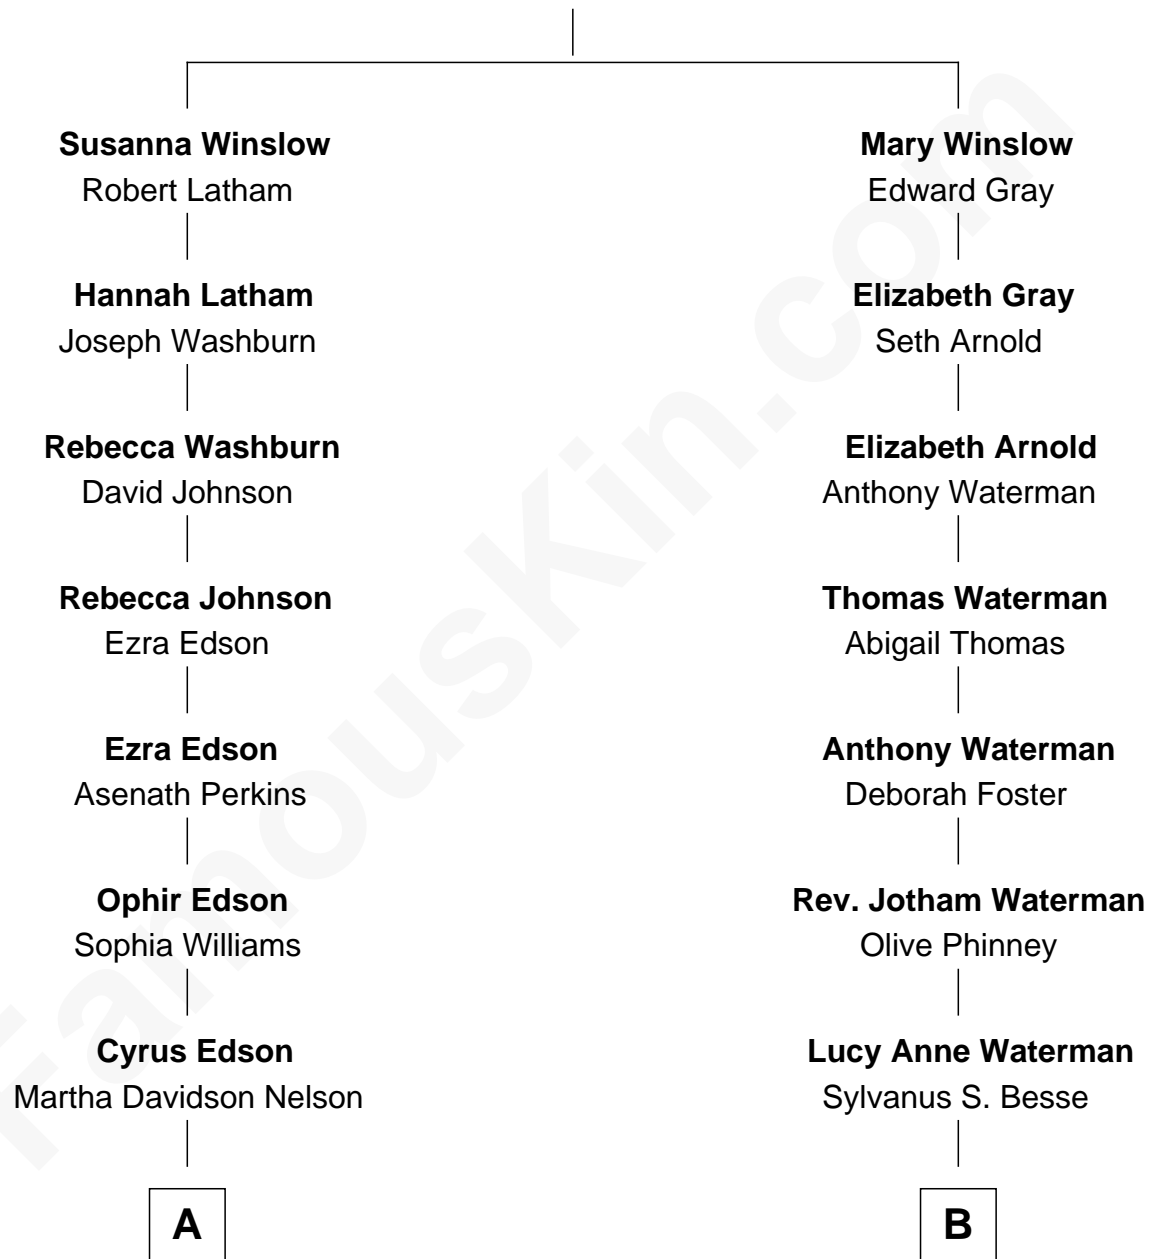 Susanna Winslow
Robert Latham
Mary Winslow
Edward Gray
Hannah Latham
Joseph Washburn
Elizabeth Gray
Seth Arnold
Rebecca Washburn
David Johnson
Elizabeth Arnold
Anthony Waterman
Rebecca Johnson
Ezra Edson
Thomas Waterman
Abigail Thomas
Ezra Edson
Asenath Perkins
Anthony Waterman
Deborah Foster
Ophir Edson
Sophia Williams
Rev. Jotham Waterman
Olive Phinney
Cyrus Edson
Martha Davidson Nelson
Lucy Anne Waterman
Sylvanus S. Besse
A
B
FamousKin.com